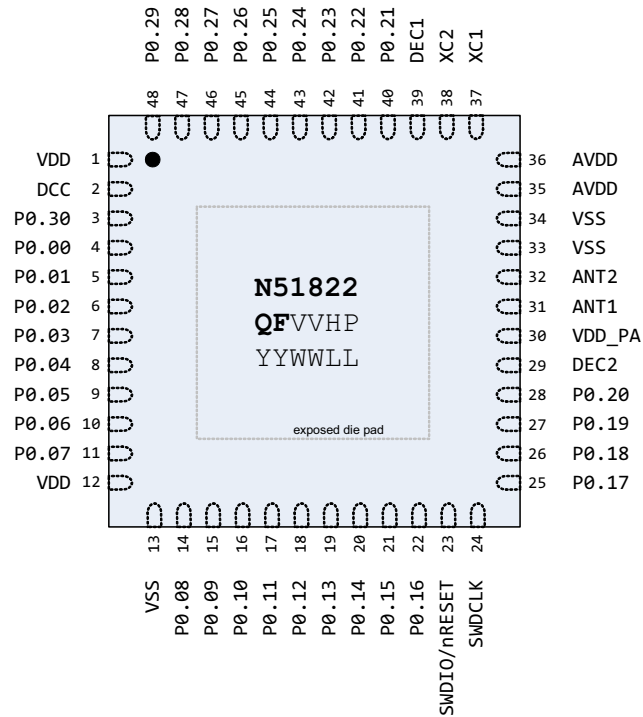 P0.29 P0.28 P0.27 P0.26 P0.25 P0.24 P0.23 P0.22 P0.21 DEC1 XC2 XC1
48 47 46 45 44 43 42 41 40 39 38 37
VDD 1 36 AVDD
DCC 2 35 AVDD
P0.30 3 34 VSS
P0.00 4 33 VSS
P0.01 5 32 ANT2
P0.02 6 31 ANT1
P0.03 7 30 VDD_PA
P0.04 8 29 DEC2
P0.05 9 28 P0.20
P0.06 10 27 P0.19
P0.07 11 26 P0.18
VDD 12 25 P0.17
N51822
QFVVHP
YYWWLL
exposed die pad
13 14 15 16 17 18 19 20 21 22 23 24
VSS P0.08 P0.09 P0.10 P0.11 P0.12 P0.13 P0.14 P0.15 P0.16 SWDIO/nRESET SWDCLK